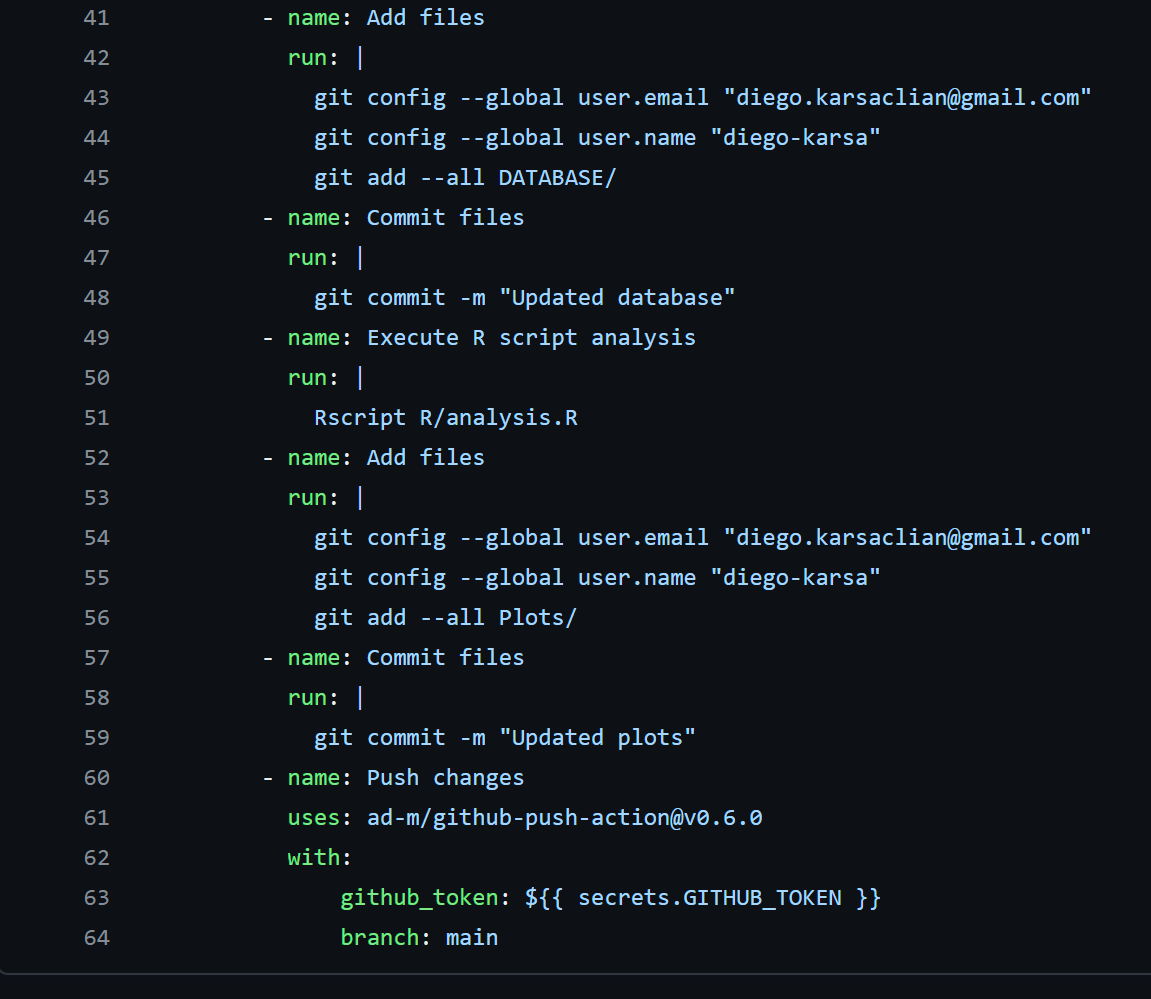 41 - name: Add files
42 run: |
43 git config --global user.email "diego.karsaclian@gmail.com"
44 git config --global user.name "diego-karsa"
45 git add --all DATABASE/
46 - name: Commit files
47 run: |
48 git commit -m "Updated database"
49 - name: Execute R script analysis
50 run: |
51 Rscript R/analysis.R
52 - name: Add files
53 run: |
54 git config --global user.email "diego.karsaclian@gmail.com"
55 git config --global user.name "diego-karsa"
56 git add --all Plots/
57 - name: Commit files
58 run: |
59 git commit -m "Updated plots"
60 - name: Push changes
61 uses: ad-m/github-push-action@v0.6.0
62 with:
63 github_token: ${{ secrets.GITHUB_TOKEN }}
64 branch: main